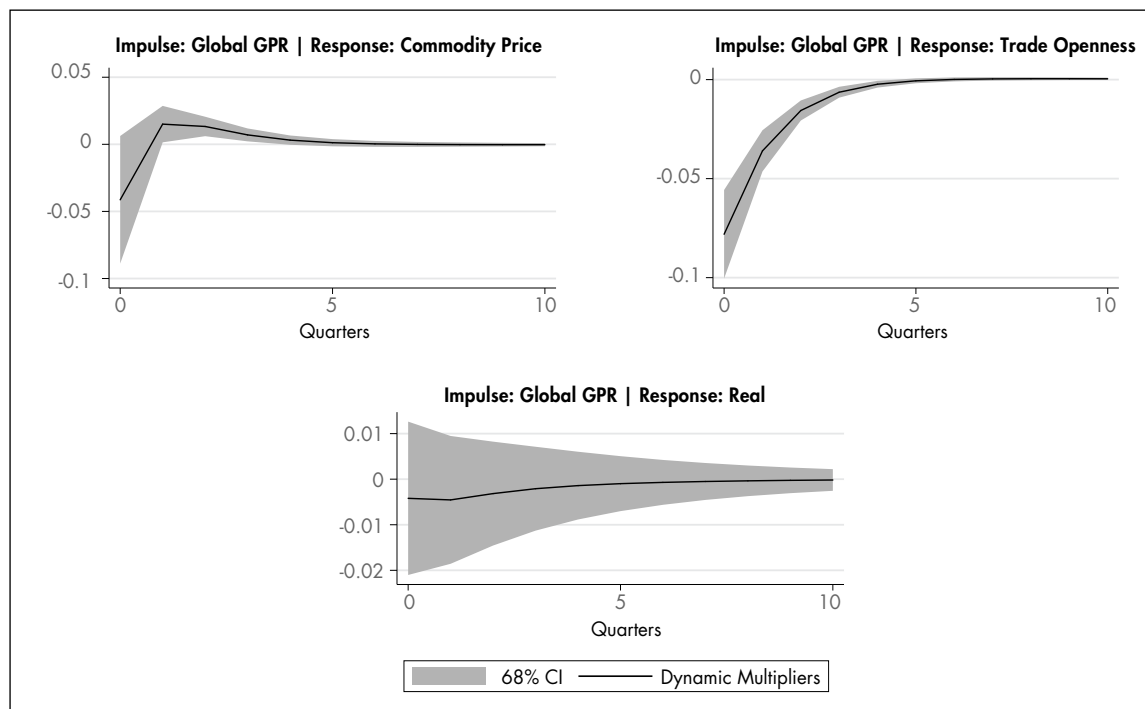 Impulse: Global GPR | Response: Commodity Price
0.05
0
-0.05
-0.1
0 5 10
Quarters
Impulse: Global GPR | Response: Trade Openness
0
-0.05
-0.1
0 5 10
Quarters
Impulse: Global GPR | Response: Real
0.01
0
-0.01
-0.02
0 5 10
Quarters
68% CI Dynamic Multipliers